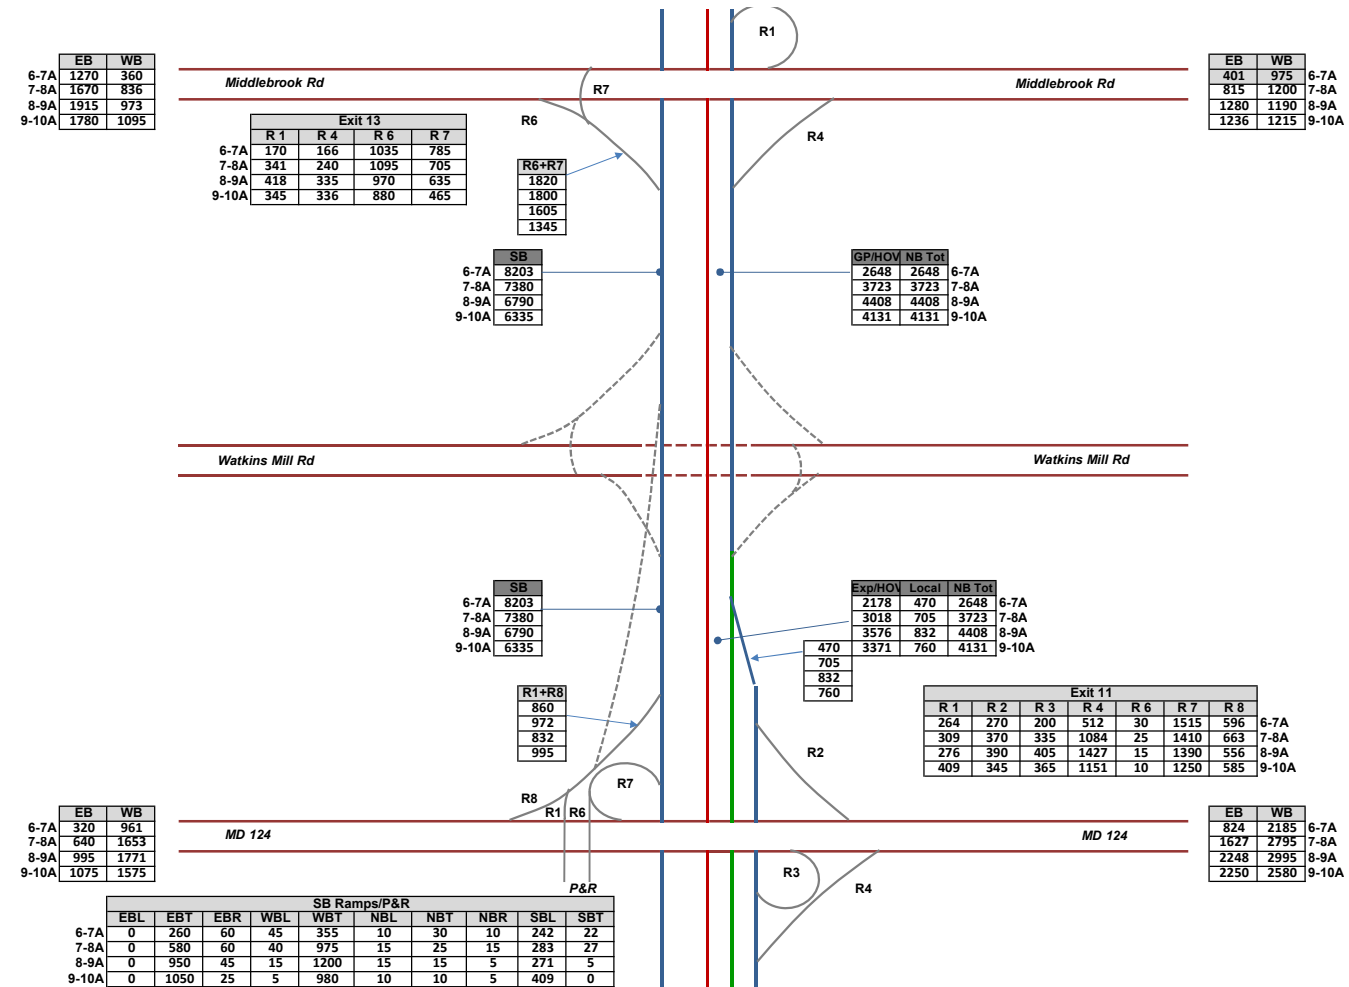 R1
EB WB
6-7A 1270 360
7-8A 1670 836
8-9A 1915 973
9-10A 1780 1095
Middlebrook Rd
Middlebrook Rd
EB WB
401 975 6-7A
815 1200 7-8A
1280 1190 8-9A
1236 1215 9-10A
R7
R6
R4
Exit 13
R 1 R 4 R 6 R 7
6-7A 170 166 1035 785
7-8A 341 240 1095 705
8-9A 418 335 970 635
9-10A 345 336 880 465
R6+R7
1820
1800
1605
1345
SB
6-7A 8203
7-8A 7380
8-9A 6790
9-10A 6335
GP/HOV NB Tot
2648 2648 6-7A
3723 3723 7-8A
4408 4408 8-9A
4131 4131 9-10A
Watkins Mill Rd
Watkins Mill Rd
SB
6-7A 8203
7-8A 7380
8-9A 6790
9-10A 6335
Exp/HOV Local NB Tot
2178 470 2648 6-7A
3018 705 3723 7-8A
3576 832 4408 8-9A
3371 760 4131 9-10A
470
705
832
760
R1+R8
860
972
832
995
Exit 11
R 1 R 2 R 3 R 4 R 6 R 7 R 8
264 270 200 512 30 1515 596 6-7A
309 370 335 1084 25 1410 663 7-8A
276 390 405 1427 15 1390 556 8-9A
409 345 365 1151 10 1250 585 9-10A
R2
R7
R8
R1 R6
EB WB
6-7A 320 961
7-8A 640 1653
8-9A 995 1771
9-10A 1075 1575
MD 124
MD 124
EB WB
824 2185 6-7A
1627 2795 7-8A
2248 2995 8-9A
2250 2580 9-10A
R3
R4
P&R
SB Ramps/P&R
EBL EBT EBR WBL WBT NBL NBT NBR SBL SBT
6-7A 0 260 60 45 355 10 30 10 242 22
7-8A 0 580 60 40 975 15 25 15 283 27
8-9A 0 950 45 15 1200 15 15 5 271 5
9-10A 0 1050 25 5 980 10 10 5 409 0